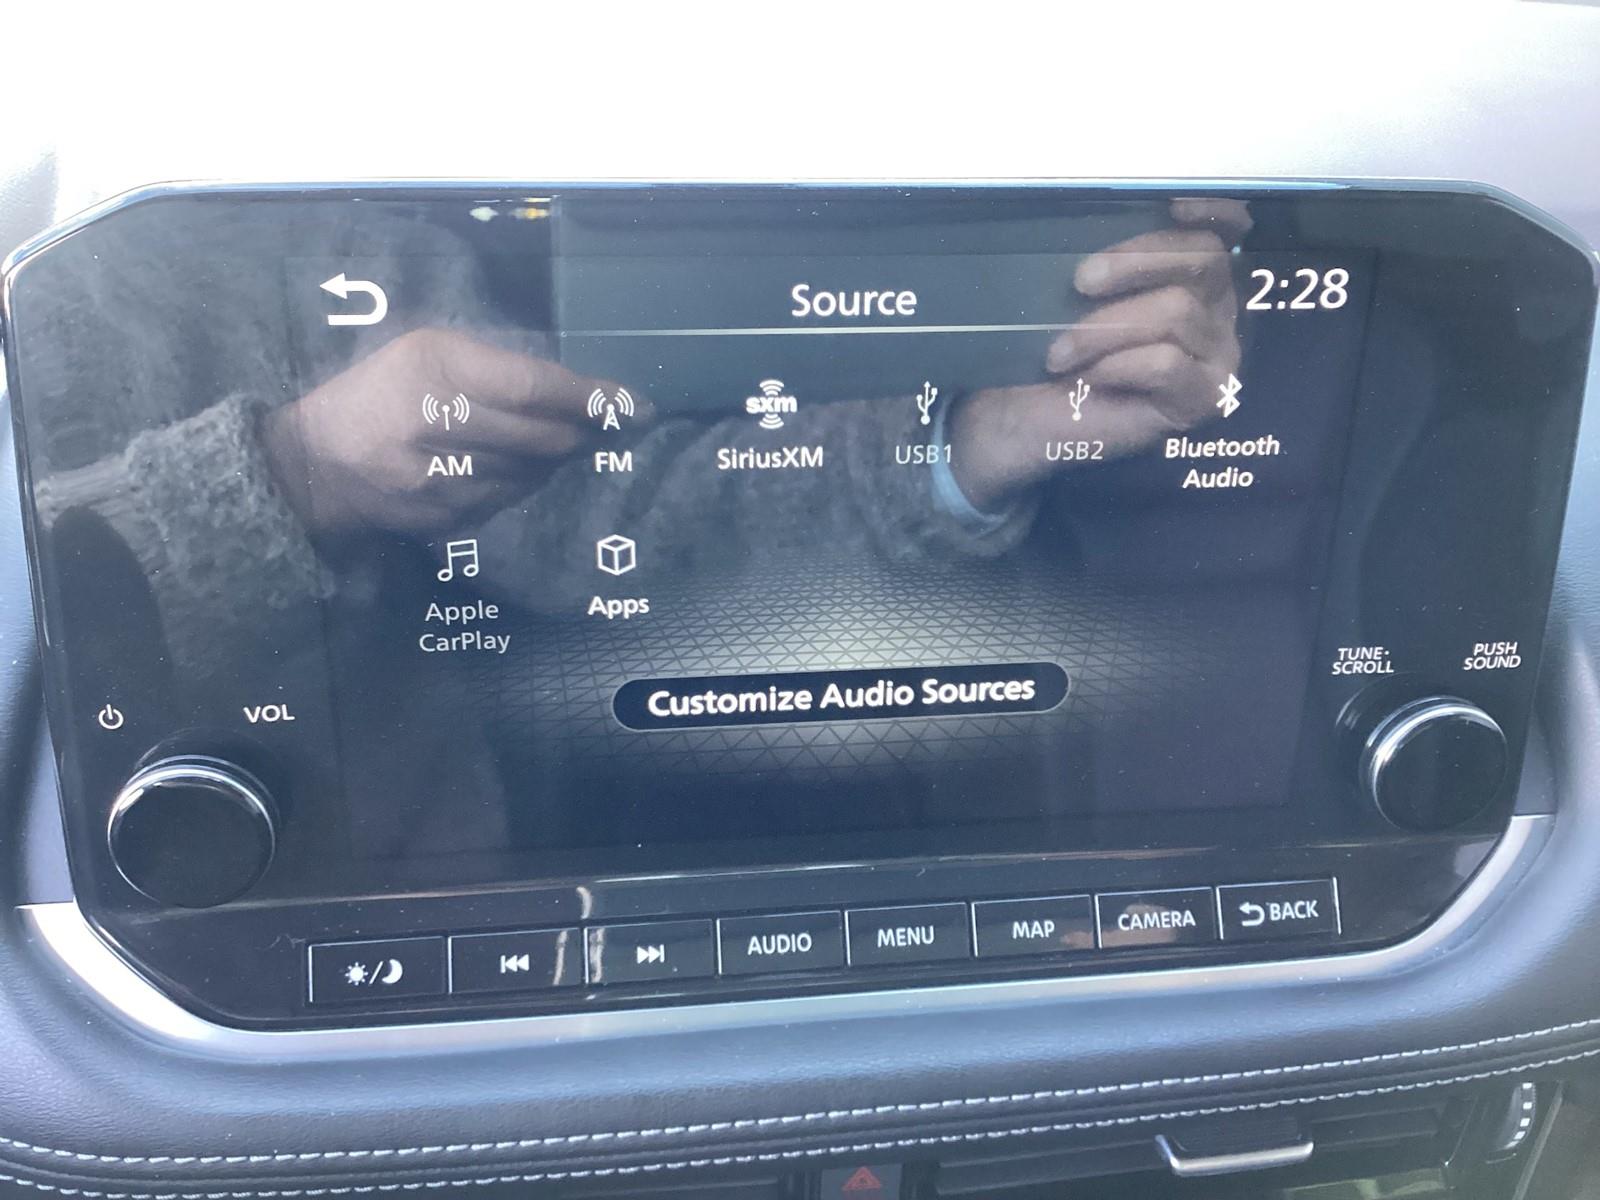 Source
2:28
AM
FM
sxm
SiriusXM
USB1
USB2
Bluetooth
Audio
Apple
CarPlay
Apps
Customize Audio Sources
VOL
TUNE·
SCROLL
PUSH
SOUND
AUDIO
MENU
MAP
CAMERA
BACK